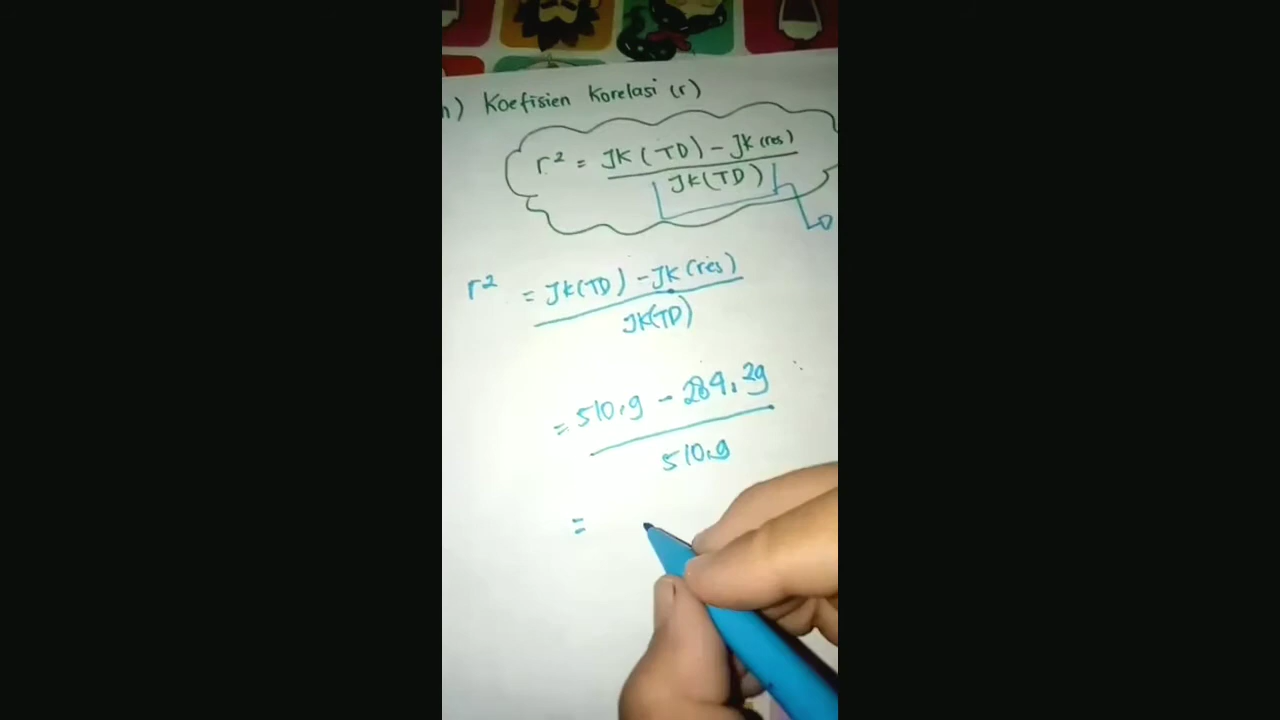 h) Koefisien Korelasi (r)
r² = JK(TD) - JK(res)
JK(TD)
r² = JK(TD) - JK(res)
JK(TD)
= 510,9 - 284,29
510,9
=